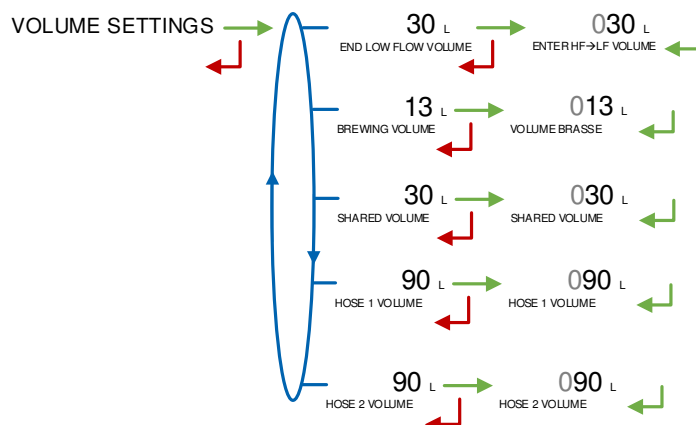 VOLUME SETTINGS
30 L
END LOW FLOW VOLUME
030 L
ENTER HF→LF VOLUME
13 L
BREWING VOLUME
013 L
VOLUME BRASSE
30 L
SHARED VOLUME
030 L
SHARED VOLUME
90 L
HOSE 1 VOLUME
090 L
HOSE 1 VOLUME
90 L
HOSE 2 VOLUME
090 L
HOSE 2 VOLUME